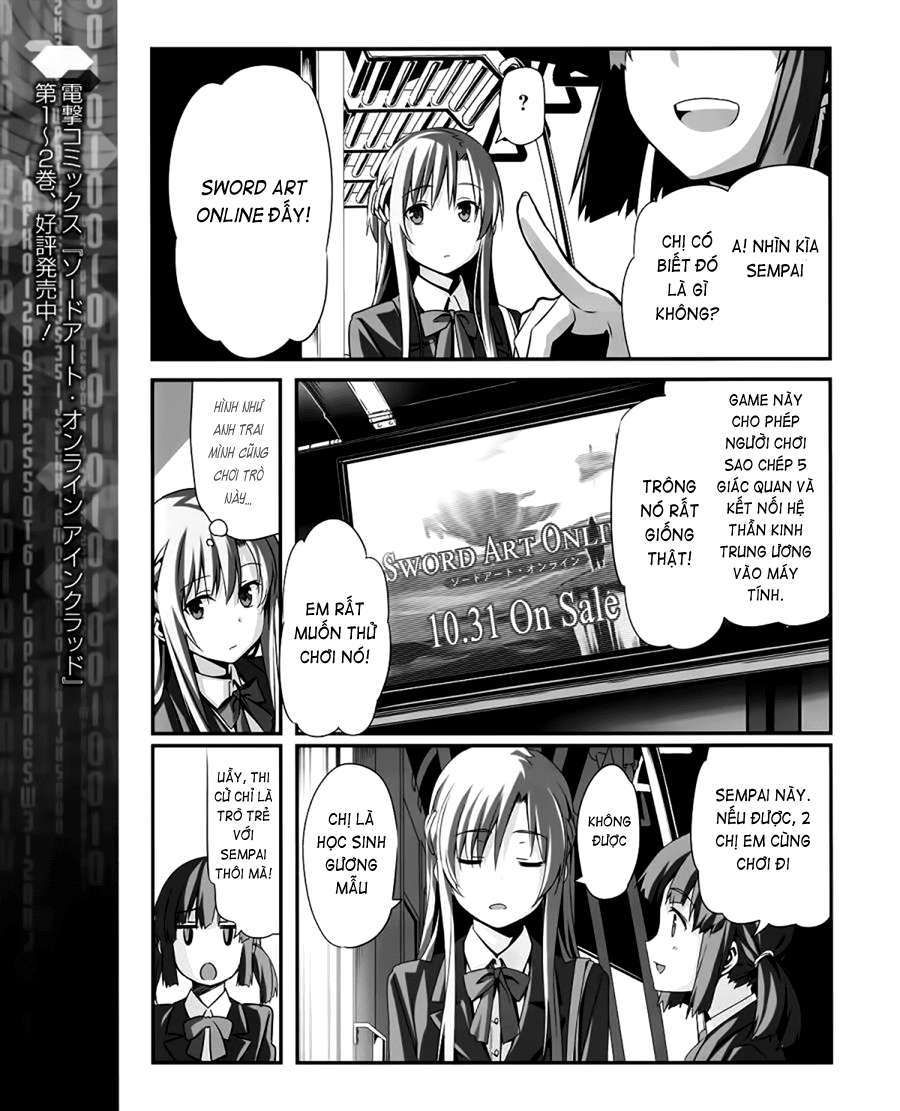 電撃コミックス『ソードアート・オンライン アインクラッド』
第1~2巻、好評発売中!
A! NHÌN KÌA
SEMPAI
CHỊ CÓ
BIẾT ĐÓ
LÀ GÌ
KHÔNG?
?
SWORD ART
ONLINE ĐẤY!
GAME NÀY
CHO PHÉP
NGƯỜI CHƠI
SAO CHÉP 5
GIÁC QUAN VÀ
KẾT NỐI HỆ
THẦN KINH
TRUNG ƯƠNG
VÀO MÁY
TÍNH.
TRÔNG
NÓ RẤT
GIỐNG
THẬT!
SWORD ART ONLI
ソードアート・オンライン
10.31 On Sale
EM RẤT
MUỐN THỬ
CHƠI NÓ!
HÌNH NHƯ
ANH TRAI
MÌNH CŨNG
CHƠI TRÒ
NÀY...
SEMPAI NÀY.
NẾU ĐƯỢC, 2
CHỊ EM CÙNG
CHƠI ĐI
KHÔNG
ĐƯỢC
CHỊ LÀ
HỌC SINH
GƯƠNG
MẪU
UẦY, THI
CỬ CHỈ LÀ
TRÒ TRẺ
VỚI
SEMPAI
THÔI MÀ!